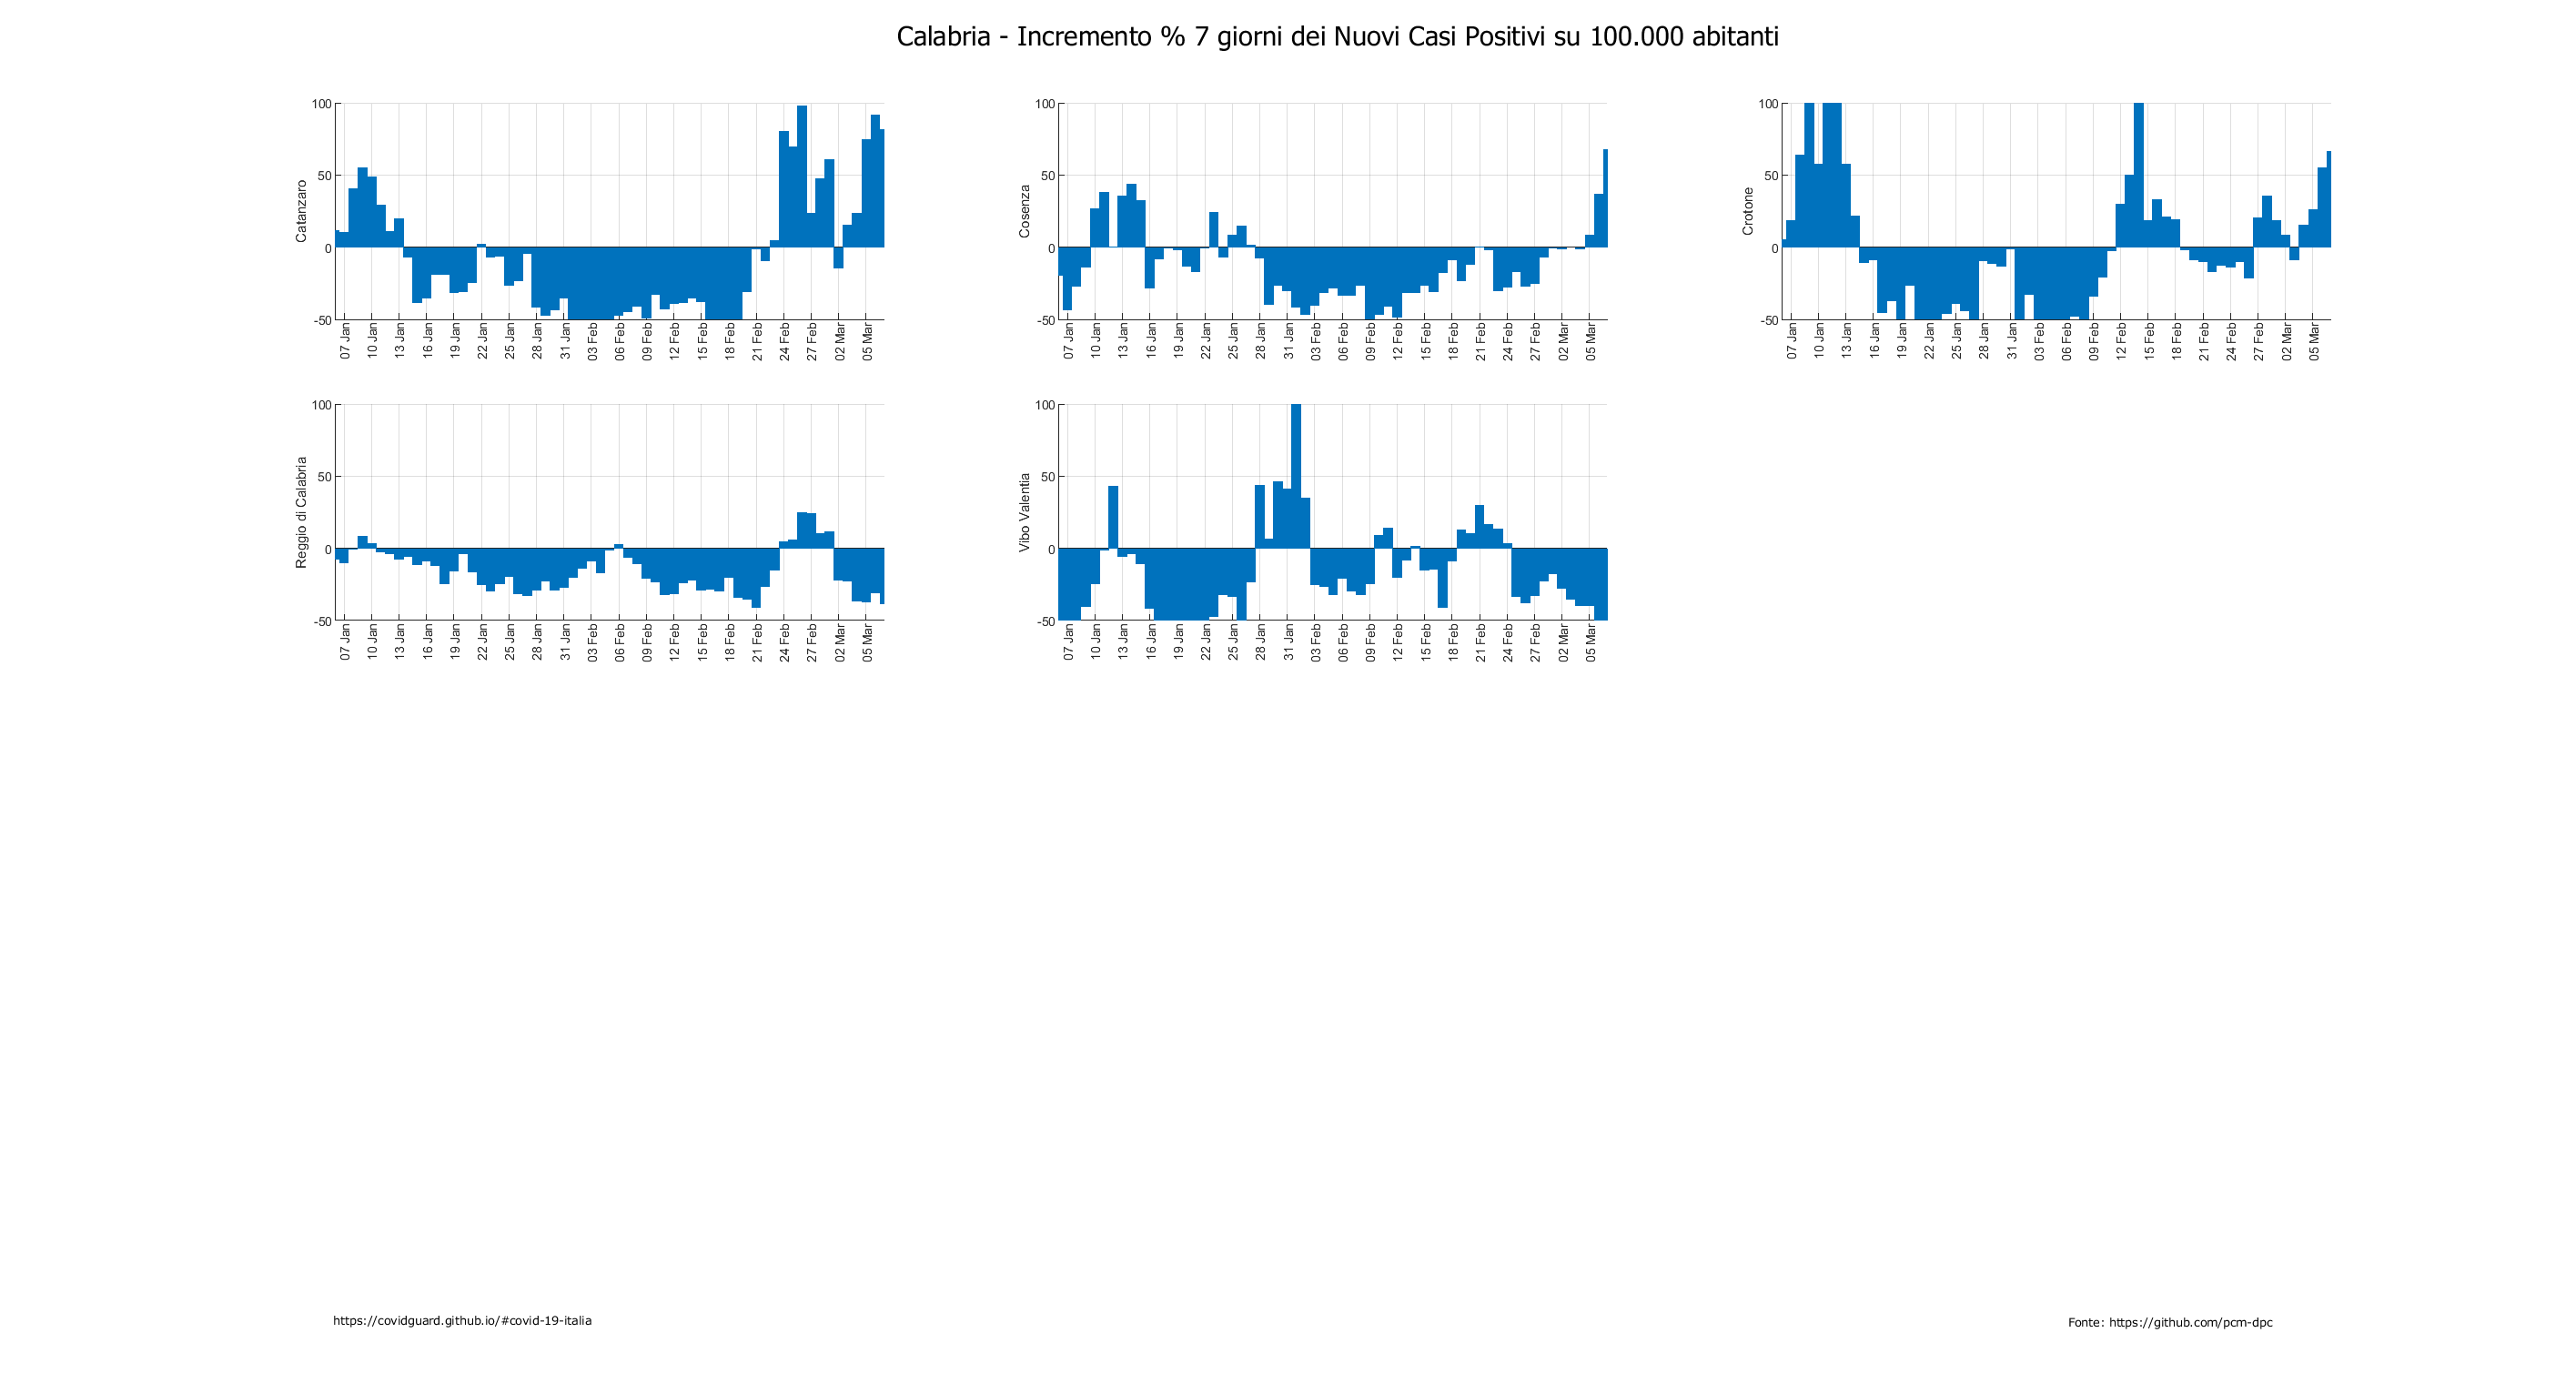 Calabria - Incremento % 7 giorni dei Nuovi Casi Positivi su 100.000 abitanti
Catanzaro
100
50
0
-50
07 Jan 10 Jan 13 Jan 16 Jan 19 Jan 22 Jan 25 Jan 28 Jan 31 Jan 03 Feb 06 Feb 09 Feb 12 Feb 15 Feb 18 Feb 21 Feb 24 Feb 27 Feb 02 Mar 05 Mar
Cosenza
100
50
0
-50
07 Jan 10 Jan 13 Jan 16 Jan 19 Jan 22 Jan 25 Jan 28 Jan 31 Jan 03 Feb 06 Feb 09 Feb 12 Feb 15 Feb 18 Feb 21 Feb 24 Feb 27 Feb 02 Mar 05 Mar
Crotone
100
50
0
-50
07 Jan 10 Jan 13 Jan 16 Jan 19 Jan 22 Jan 25 Jan 28 Jan 31 Jan 03 Feb 06 Feb 09 Feb 12 Feb 15 Feb 18 Feb 21 Feb 24 Feb 27 Feb 02 Mar 05 Mar
Reggio di Calabria
100
50
0
-50
07 Jan 10 Jan 13 Jan 16 Jan 19 Jan 22 Jan 25 Jan 28 Jan 31 Jan 03 Feb 06 Feb 09 Feb 12 Feb 15 Feb 18 Feb 21 Feb 24 Feb 27 Feb 02 Mar 05 Mar
Vibo Valentia
100
50
0
-50
07 Jan 10 Jan 13 Jan 16 Jan 19 Jan 22 Jan 25 Jan 28 Jan 31 Jan 03 Feb 06 Feb 09 Feb 12 Feb 15 Feb 18 Feb 21 Feb 24 Feb 27 Feb 02 Mar 05 Mar
https://covidguard.github.io/#covid-19-italia
Fonte: https://github.com/pcm-dpc